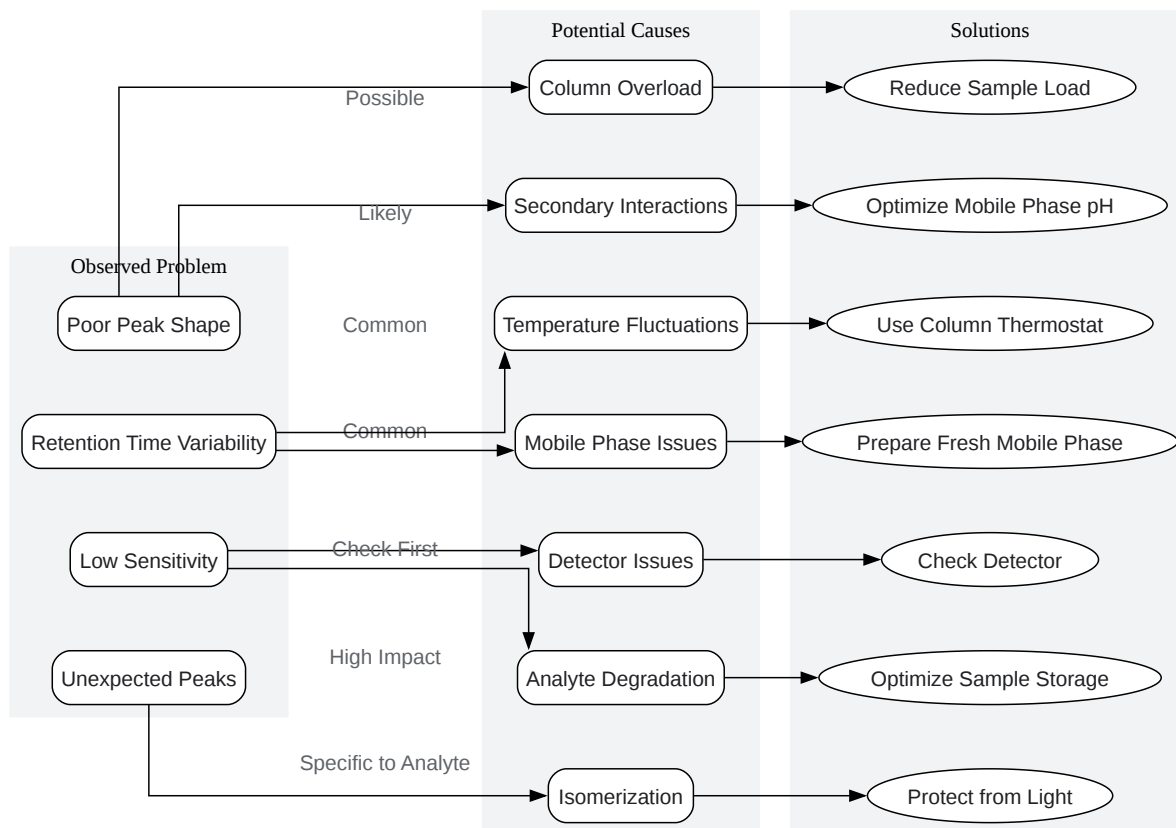 Potential Causes
Solutions
Column Overload
Reduce Sample Load
Possible
Secondary Interactions
Optimize Mobile Phase pH
Likely
Observed Problem
Poor Peak Shape
Common
Temperature Fluctuations
Use Column Thermostat
Retention Time Variability
Common
Mobile Phase Issues
Prepare Fresh Mobile Phase
Low Sensitivity
Check First
Detector Issues
Check Detector
Unexpected Peaks
High Impact
Analyte Degradation
Optimize Sample Storage
Specific to Analyte
Isomerization
Protect from Light